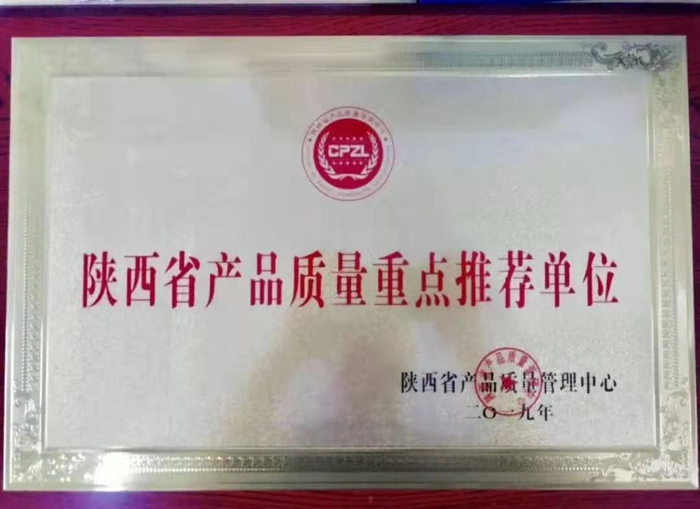 CPZL
陕西省产品质量重点推荐单位
陕西省产品质量管理中心
二〇一九年